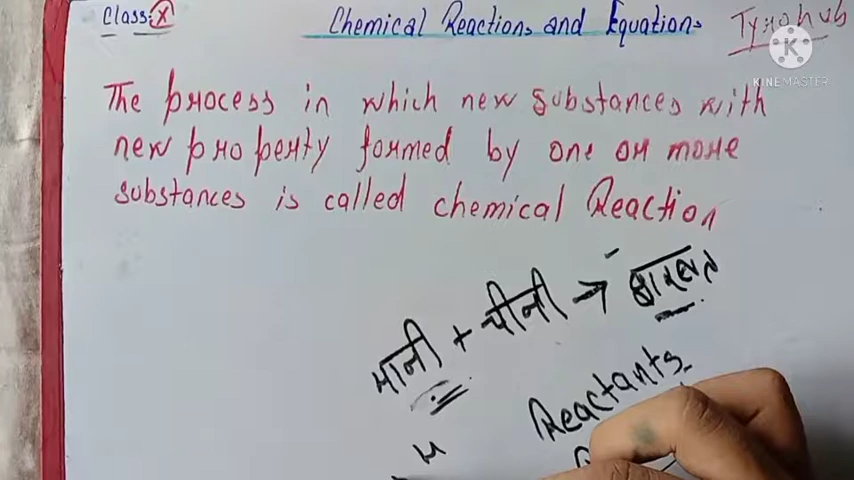 Class:- X
Chemical Reactions and Equations
Tyrohub
KINEMASTER
The process in which new substances with
new property formed by one or more
substances is called chemical Reaction
पानी + चीनी →
Reactants